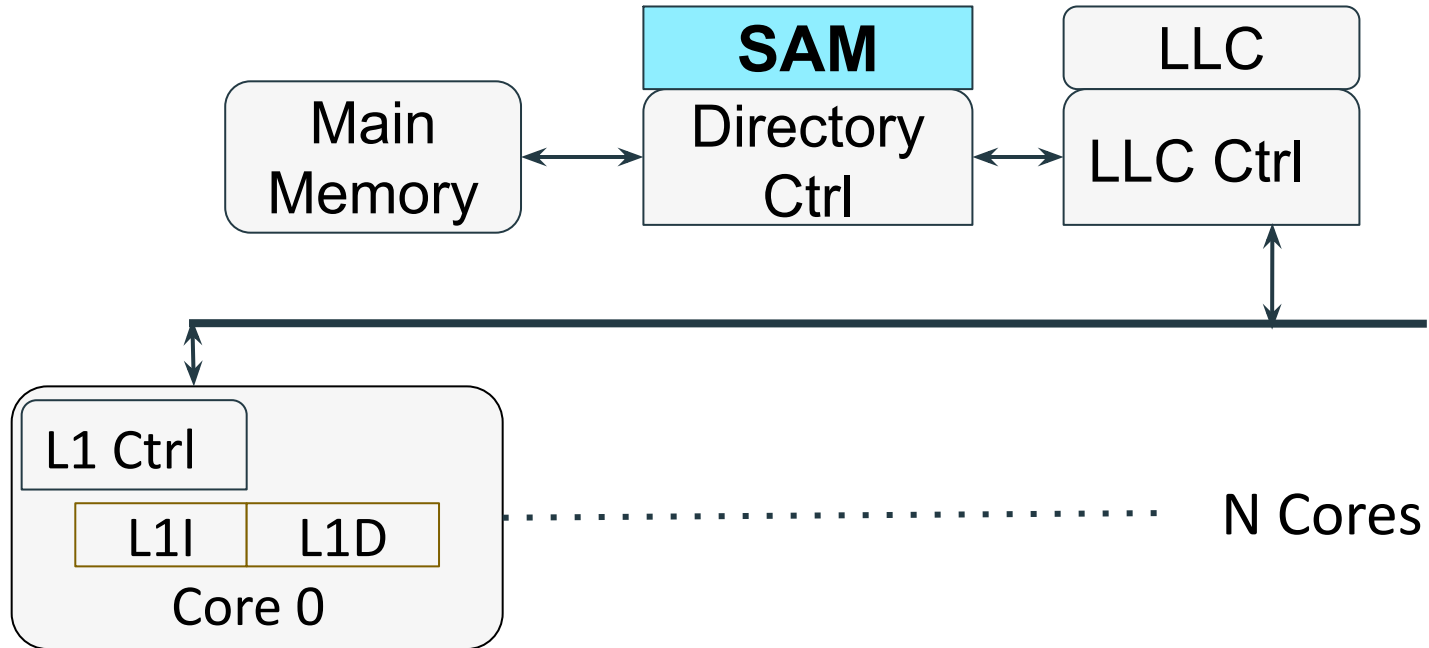 SAM
LLC
Main
Memory
Directory
Ctrl
LLC Ctrl
L1 Ctrl
L1I
L1D
Core 0
N Cores